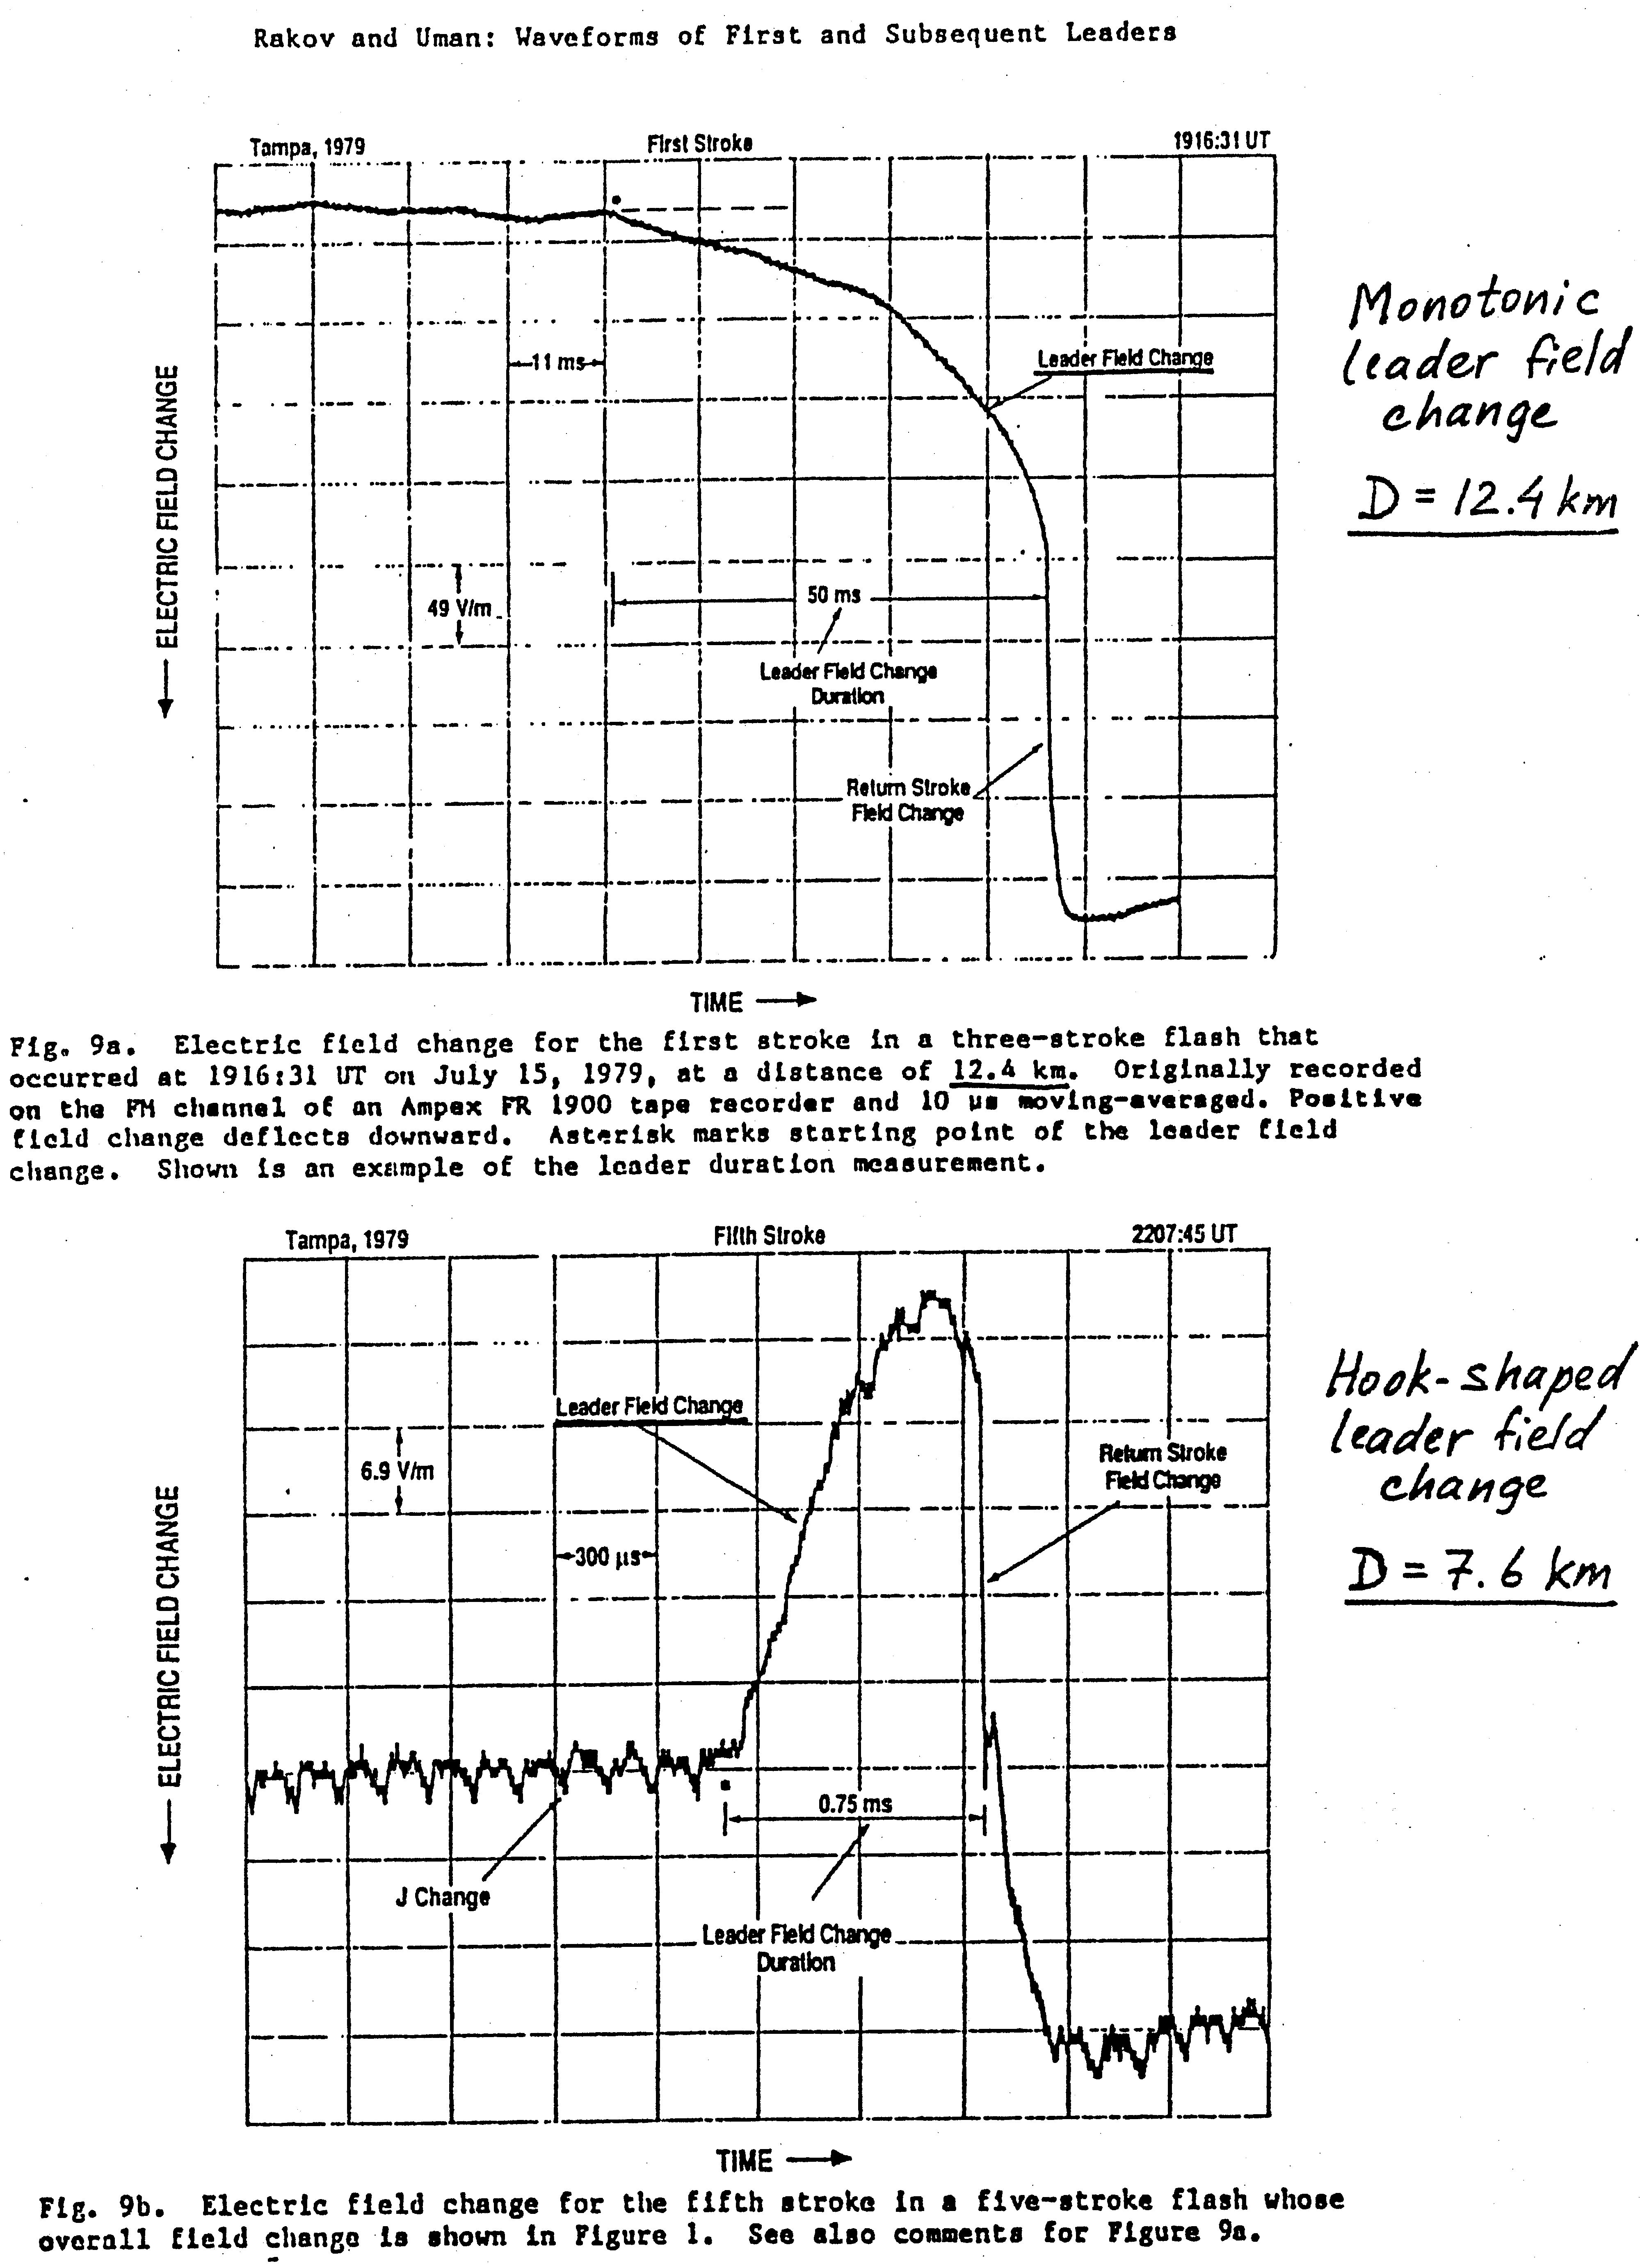 Rakov and Uman: Waveforms of First and Subsequent Leaders
Tampa, 1979
First Stroke
1916:31 UT
11 ms
Leader Field Change
49 V/m
50 ms
Leader Field Change
Duration
Return Stroke
Field Change
ELECTRIC FIELD CHANGE
TIME
Monotonic
leader field
change
D = 12.4 km
Fig. 9a. Electric field change for the first stroke in a three-stroke flash that
occurred at 1916:31 UT on July 15, 1979, at a distance of 12.4 km. Originally recorded
on the FM channel of an Ampex FR 1900 tape recorder and 10 µs moving-averaged. Positive
field change deflects downward. Asterisk marks starting point of the leader field
change. Shown is an example of the leader duration measurement.
Tampa, 1979
Fifth Stroke
2207:45 UT
Leader Field Change
6.9 V/m
Return Stroke
Field Change
300 µs
0.75 ms
J Change
Leader Field Change
Duration
ELECTRIC FIELD CHANGE
TIME
Hook-shaped
leader field
change
D = 7.6 km
Fig. 9b. Electric field change for the fifth stroke in a five-stroke flash whose
overall field change is shown in Figure 1. See also comments for Figure 9a.